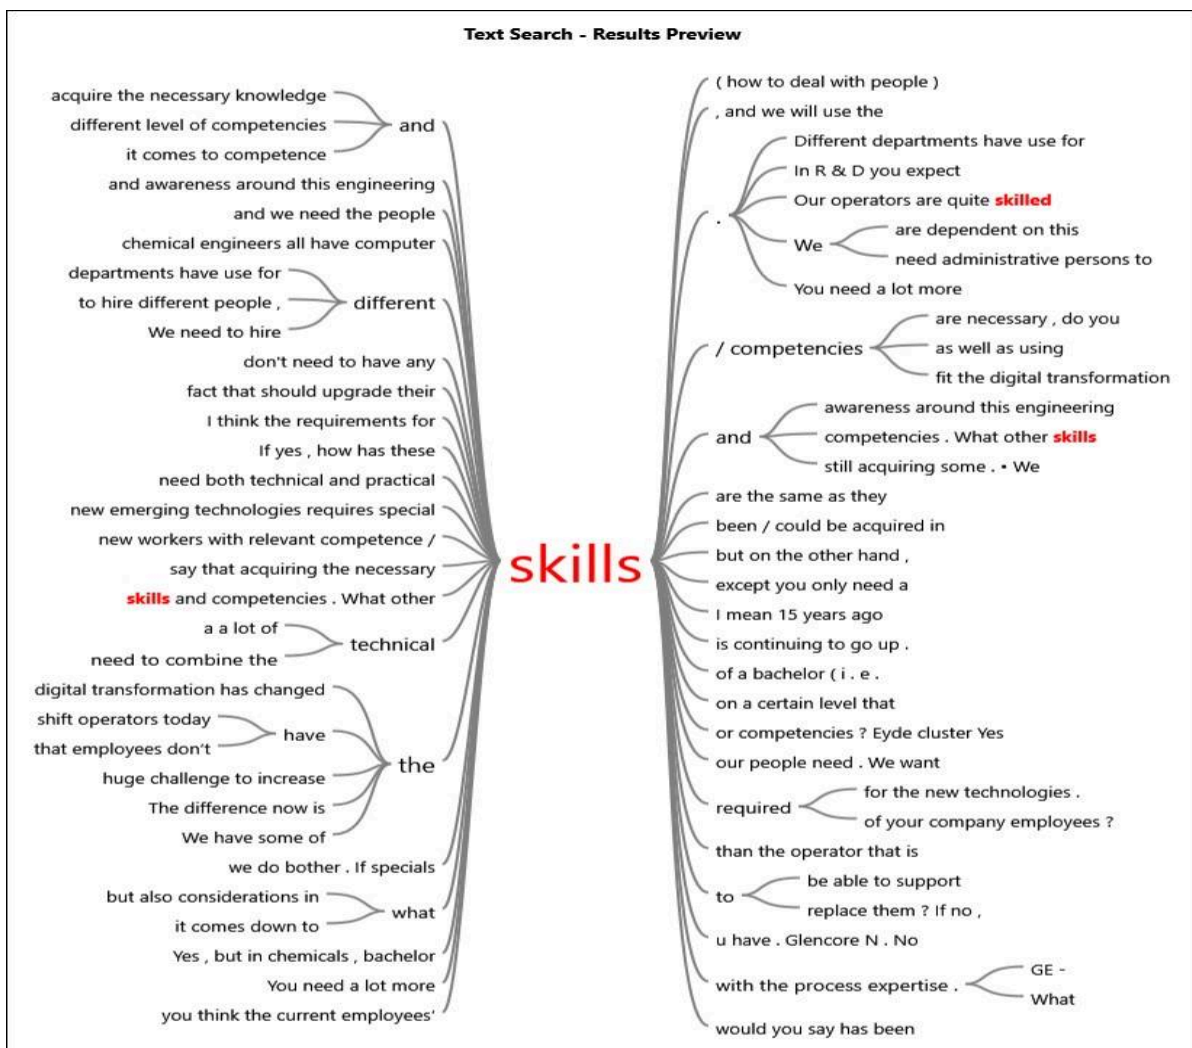 Text Search - Results Preview
acquire the necessary knowledge
different level of competencies
it comes to competence
and
and awareness around this engineering
and we need the people
chemical engineers all have computer
departments have use for
to hire different people ,
We need to hire
different
don't need to have any
fact that should upgrade their
I think the requirements for
If yes , how has these
need both technical and practical
new emerging technologies requires special
new workers with relevant competence /
say that acquiring the necessary
skills and competencies . What other
a a lot of
need to combine the
technical
digital transformation has changed
shift operators today
that employees don't
have
huge challenge to increase
The difference now is
We have some of
the
we do bother . If specials
but also considerations in
it comes down to
what
Yes , but in chemicals , bachelor
You need a lot more
you think the current employees'
skills
( how to deal with people )
, and we will use the
.
Different departments have use for
In R & D you expect
Our operators are quite skilled
We
are dependent on this
need administrative persons to
You need a lot more
/ competencies
are necessary , do you
as well as using
fit the digital transformation
and
awareness around this engineering
competencies . What other skills
still acquiring some . • We
are the same as they
been / could be acquired in
but on the other hand ,
except you only need a
I mean 15 years ago
is continuing to go up .
of a bachelor ( i . e .
on a certain level that
or competencies ? Eyde cluster Yes
our people need . We want
required
for the new technologies .
of your company employees ?
than the operator that is
to
be able to support
replace them ? If no ,
u have . Glencore N . No
with the process expertise .
GE -
What
would you say has been